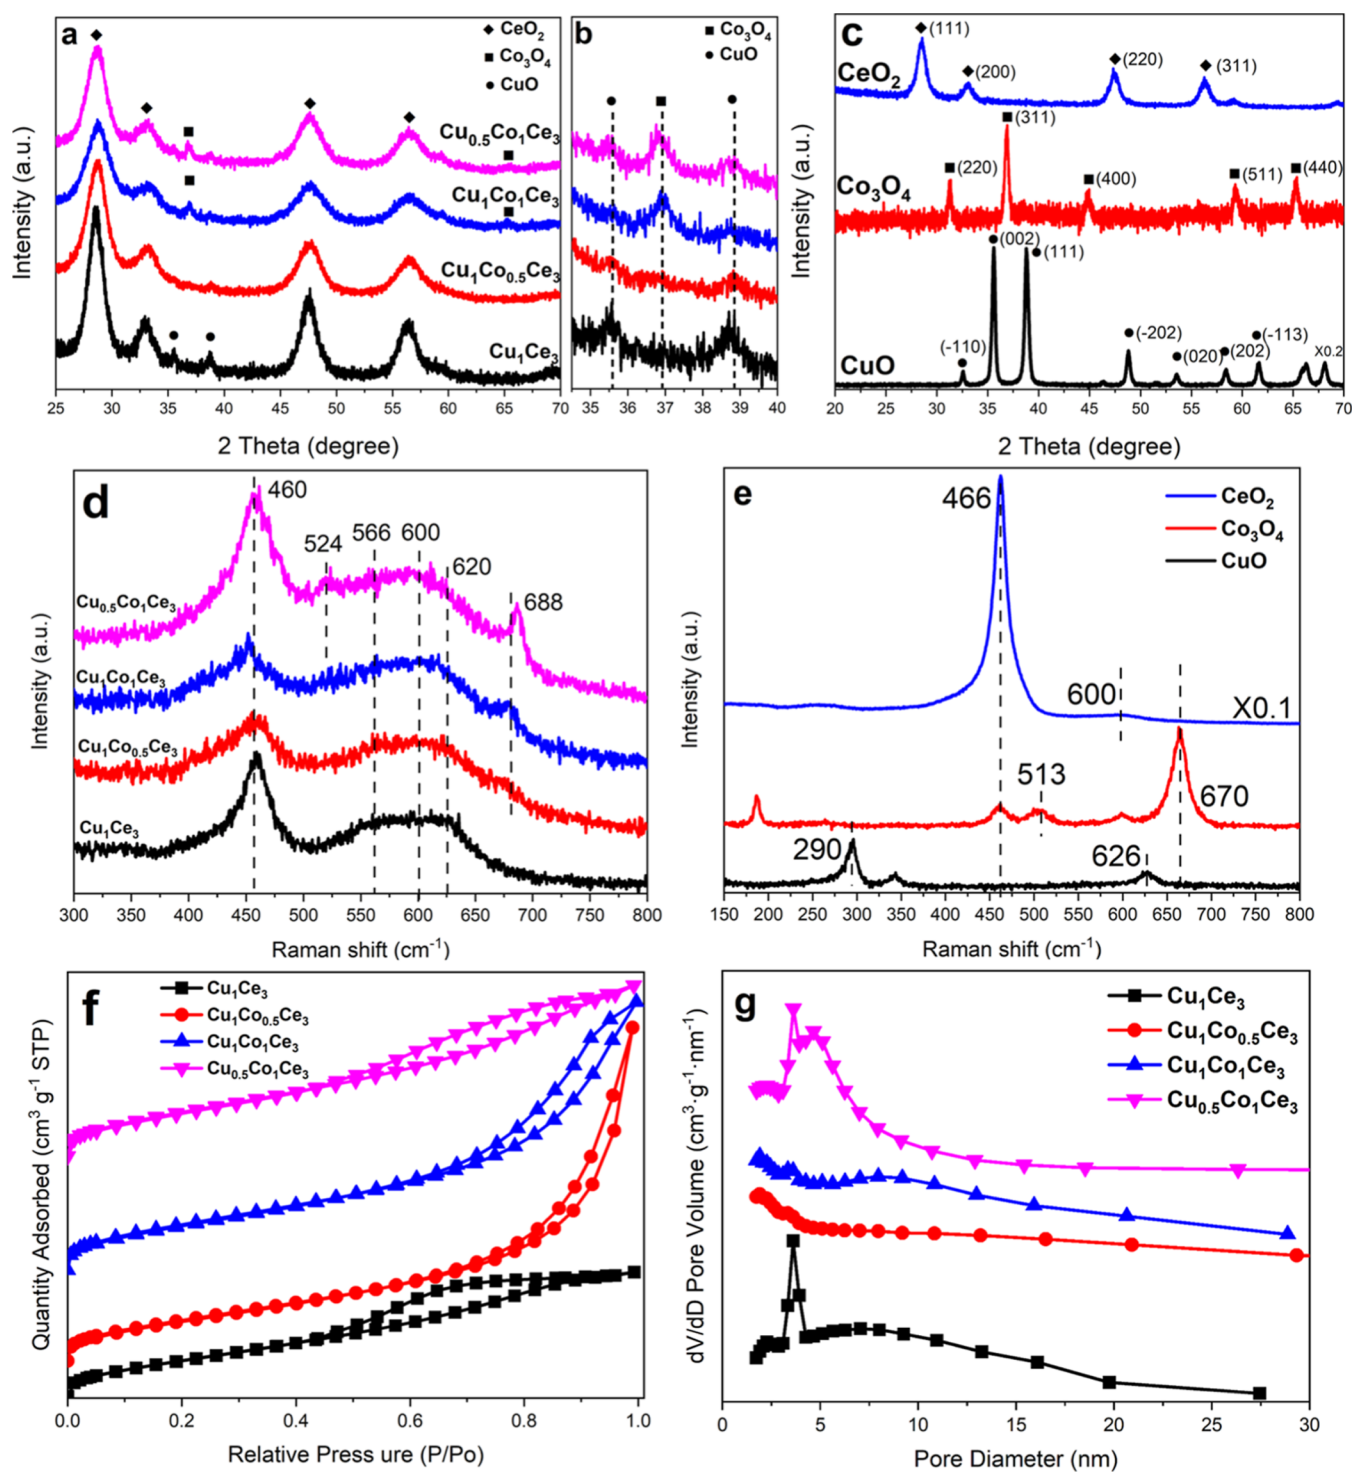 a
◆ CeO2
■ Co3O4
● CuO
Cu0.5Co1Ce3
Cu1Co1Ce3
Cu1Co0.5Ce3
Cu1Ce3
Intensity (a.u.)
25 30 35 40 45 50 55 60 65 70
b
■ Co3O4
● CuO
35 36 37 38 39 40
2 Theta (degree)
c
(111)
(200)
(220)
(311)
CeO2
(311)
(220)
(400)
(511)
(440)
Co3O4
(002)
(111)
(-110)
(-202)
(020)
(202)
(-113)
X0.2
CuO
Intensity (a.u.)
20 25 30 35 40 45 50 55 60 65 70
2 Theta (degree)
d
460
524
566
600
620
688
Cu0.5Co1Ce3
Cu1Co1Ce3
Cu1Co0.5Ce3
Cu1Ce3
Intensity (a.u.)
300 350 400 450 500 550 600 650 700 750 800
Raman shift (cm-1)
e
466
CeO2
Co3O4
CuO
600
X0.1
513
670
290
626
Intensity (a.u.)
150 200 250 300 350 400 450 500 550 600 650 700 750 800
Raman shift (cm-1)
f
Cu1Ce3
Cu1Co0.5Ce3
Cu1Co1Ce3
Cu0.5Co1Ce3
Quantity Adsorbed (cm3 g-1 STP)
0.0 0.2 0.4 0.6 0.8 1.0
Relative Press ure (P/Po)
g
Cu1Ce3
Cu1Co0.5Ce3
Cu1Co1Ce3
Cu0.5Co1Ce3
dV/dD Pore Volume (cm3·g-1·nm-1)
0 5 10 15 20 25 30
Pore Diameter (nm)